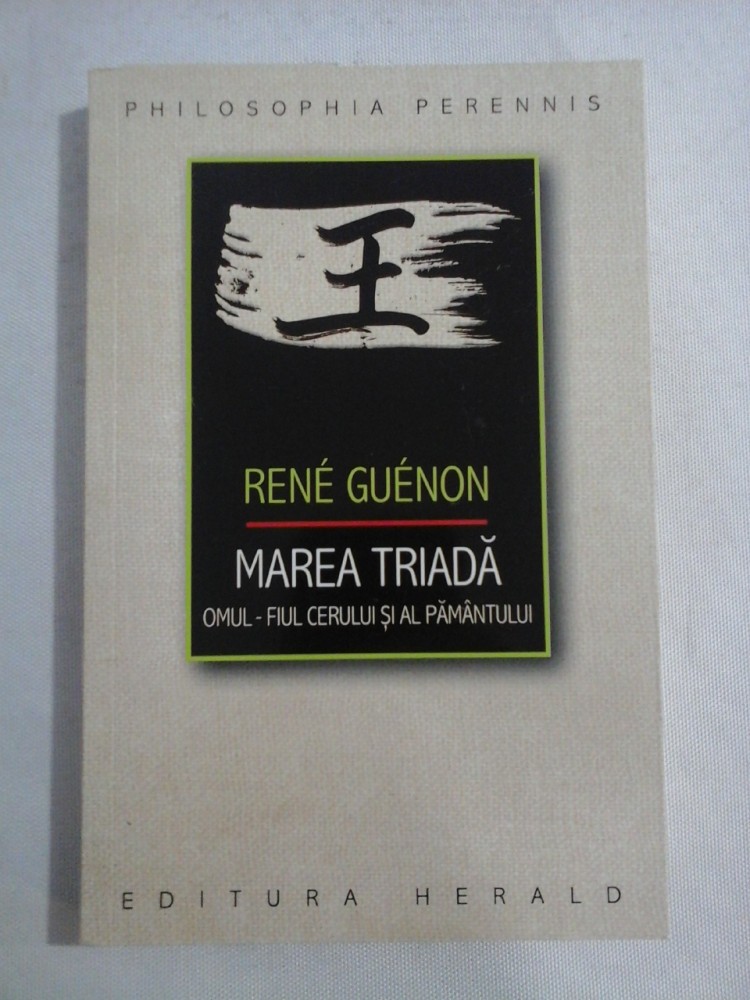 PHILOSOPHIA PERENNIS
王
RENÉ GUÉNON
MAREA TRIADĂ
OMUL - FIUL CERULUI ȘI AL PĂMÂNTULUI
EDITURA HERALD